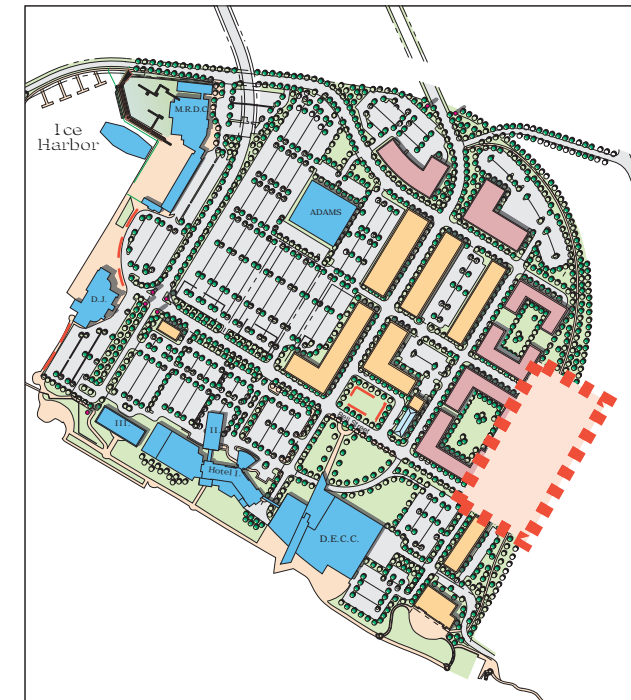 M.R.D.C.
Ice
Harbor
ADAMS
D.J.
III.
II.
Hotel I.
D.E.C.C.